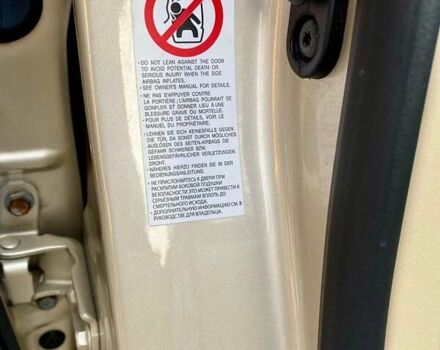 • DO NOT LEAN AGAINST THE DOOR
TO AVOID POTENTIAL DEATH OR
SERIOUS INJURY WHEN THE SIDE
AIRBAG INFLATES.
• SEE OWNER'S MANUAL FOR DETAILS.
• NE PAS S'APPUYER CONTRE
LA PORTIÈRE; L'AIRBAG POURRAIT SE
GONFLER ET DONNER LIEU À UNE
BLESSURE GRAVE OU MORTELLE.
• POUR PLUS DE DÉTAILS, VOIR LE
MANUEL DU PROPRIÉTAIRE.
• LEHNEN SIE SICH KEINESFALLS GEGEN
DIE TÜR, DA SONST DURCH MÖGLICHES
AUSLÖSEN DES SEITEN-AIRBAGS DIE
GEFAHR SCHWERER BZW.
LEBENSGEFÄHRLICHER VERLETZUNGEN
DROHT.
• NÄHERES HIERZU FINDEN SIE IN DER
BEDIENUNGSANLEITUNG.
• НЕ ПРИСЛОНЯЙТЕСЬ К ДВЕРИ! ПРИ
РАСКРЫТИИ БОКОВОЙ ПОДУШКИ
БЕЗОПАСНОСТИ ЭТО МОЖЕТ ПРИВЕСТИ К
СЕРЬЁЗНЫМ ТРАВМАМ ВПЛОТЬ ДО
СМЕРТЕЛЬНОГО ИСХОДА.
• ДОПОЛНИТЕЛЬНУЮ ИНФОРМАЦИЮ СМ. В
РУКОВОДСТВЕ ДЛЯ ВЛАДЕЛЬЦА.